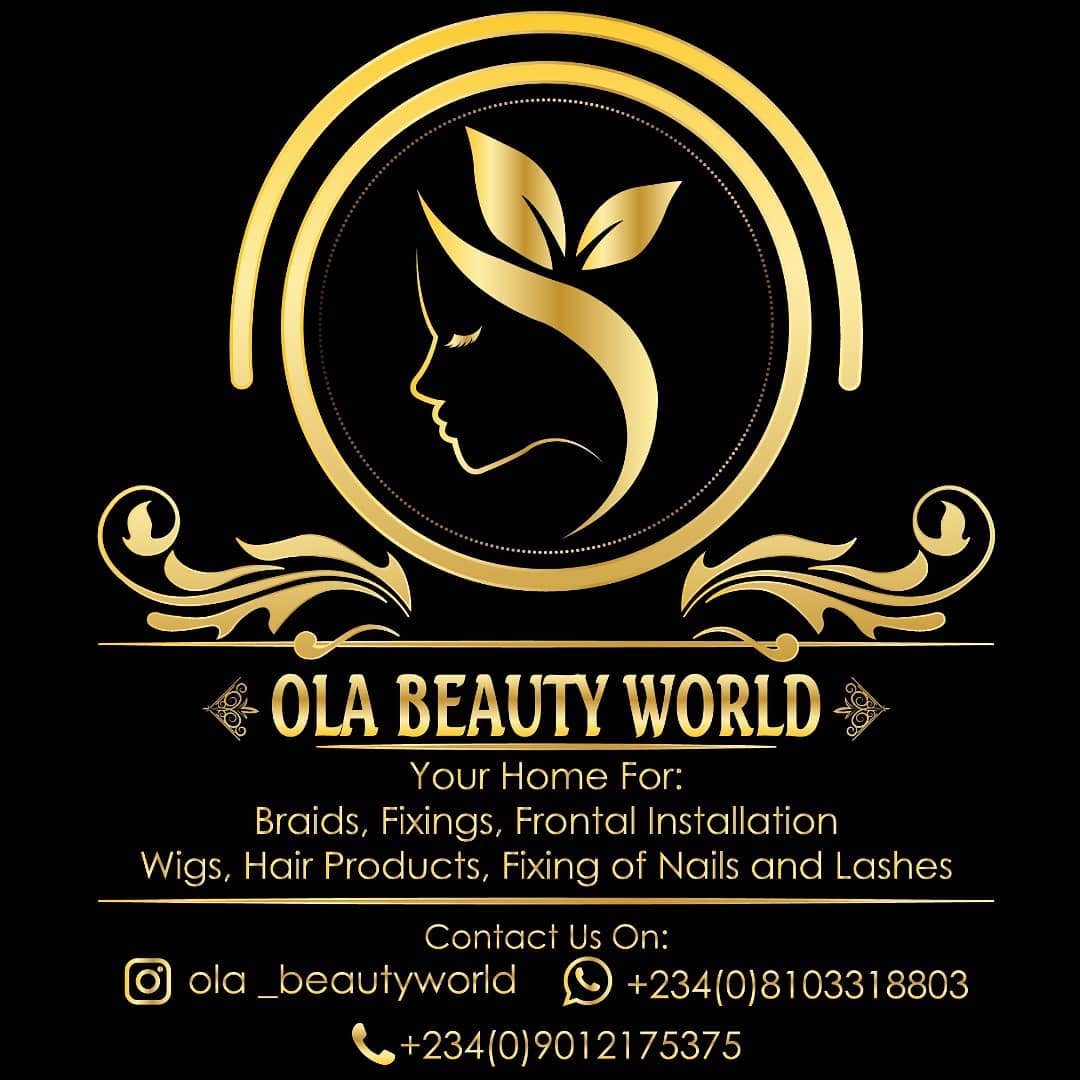 OLA BEAUTY WORLD
Your Home For:
Braids, Fixings, Frontal Installation
Wigs, Hair Products, Fixing of Nails and Lashes
Contact Us On:
ola _beautyworld +234(0)8103318803
+234(0)9012175375